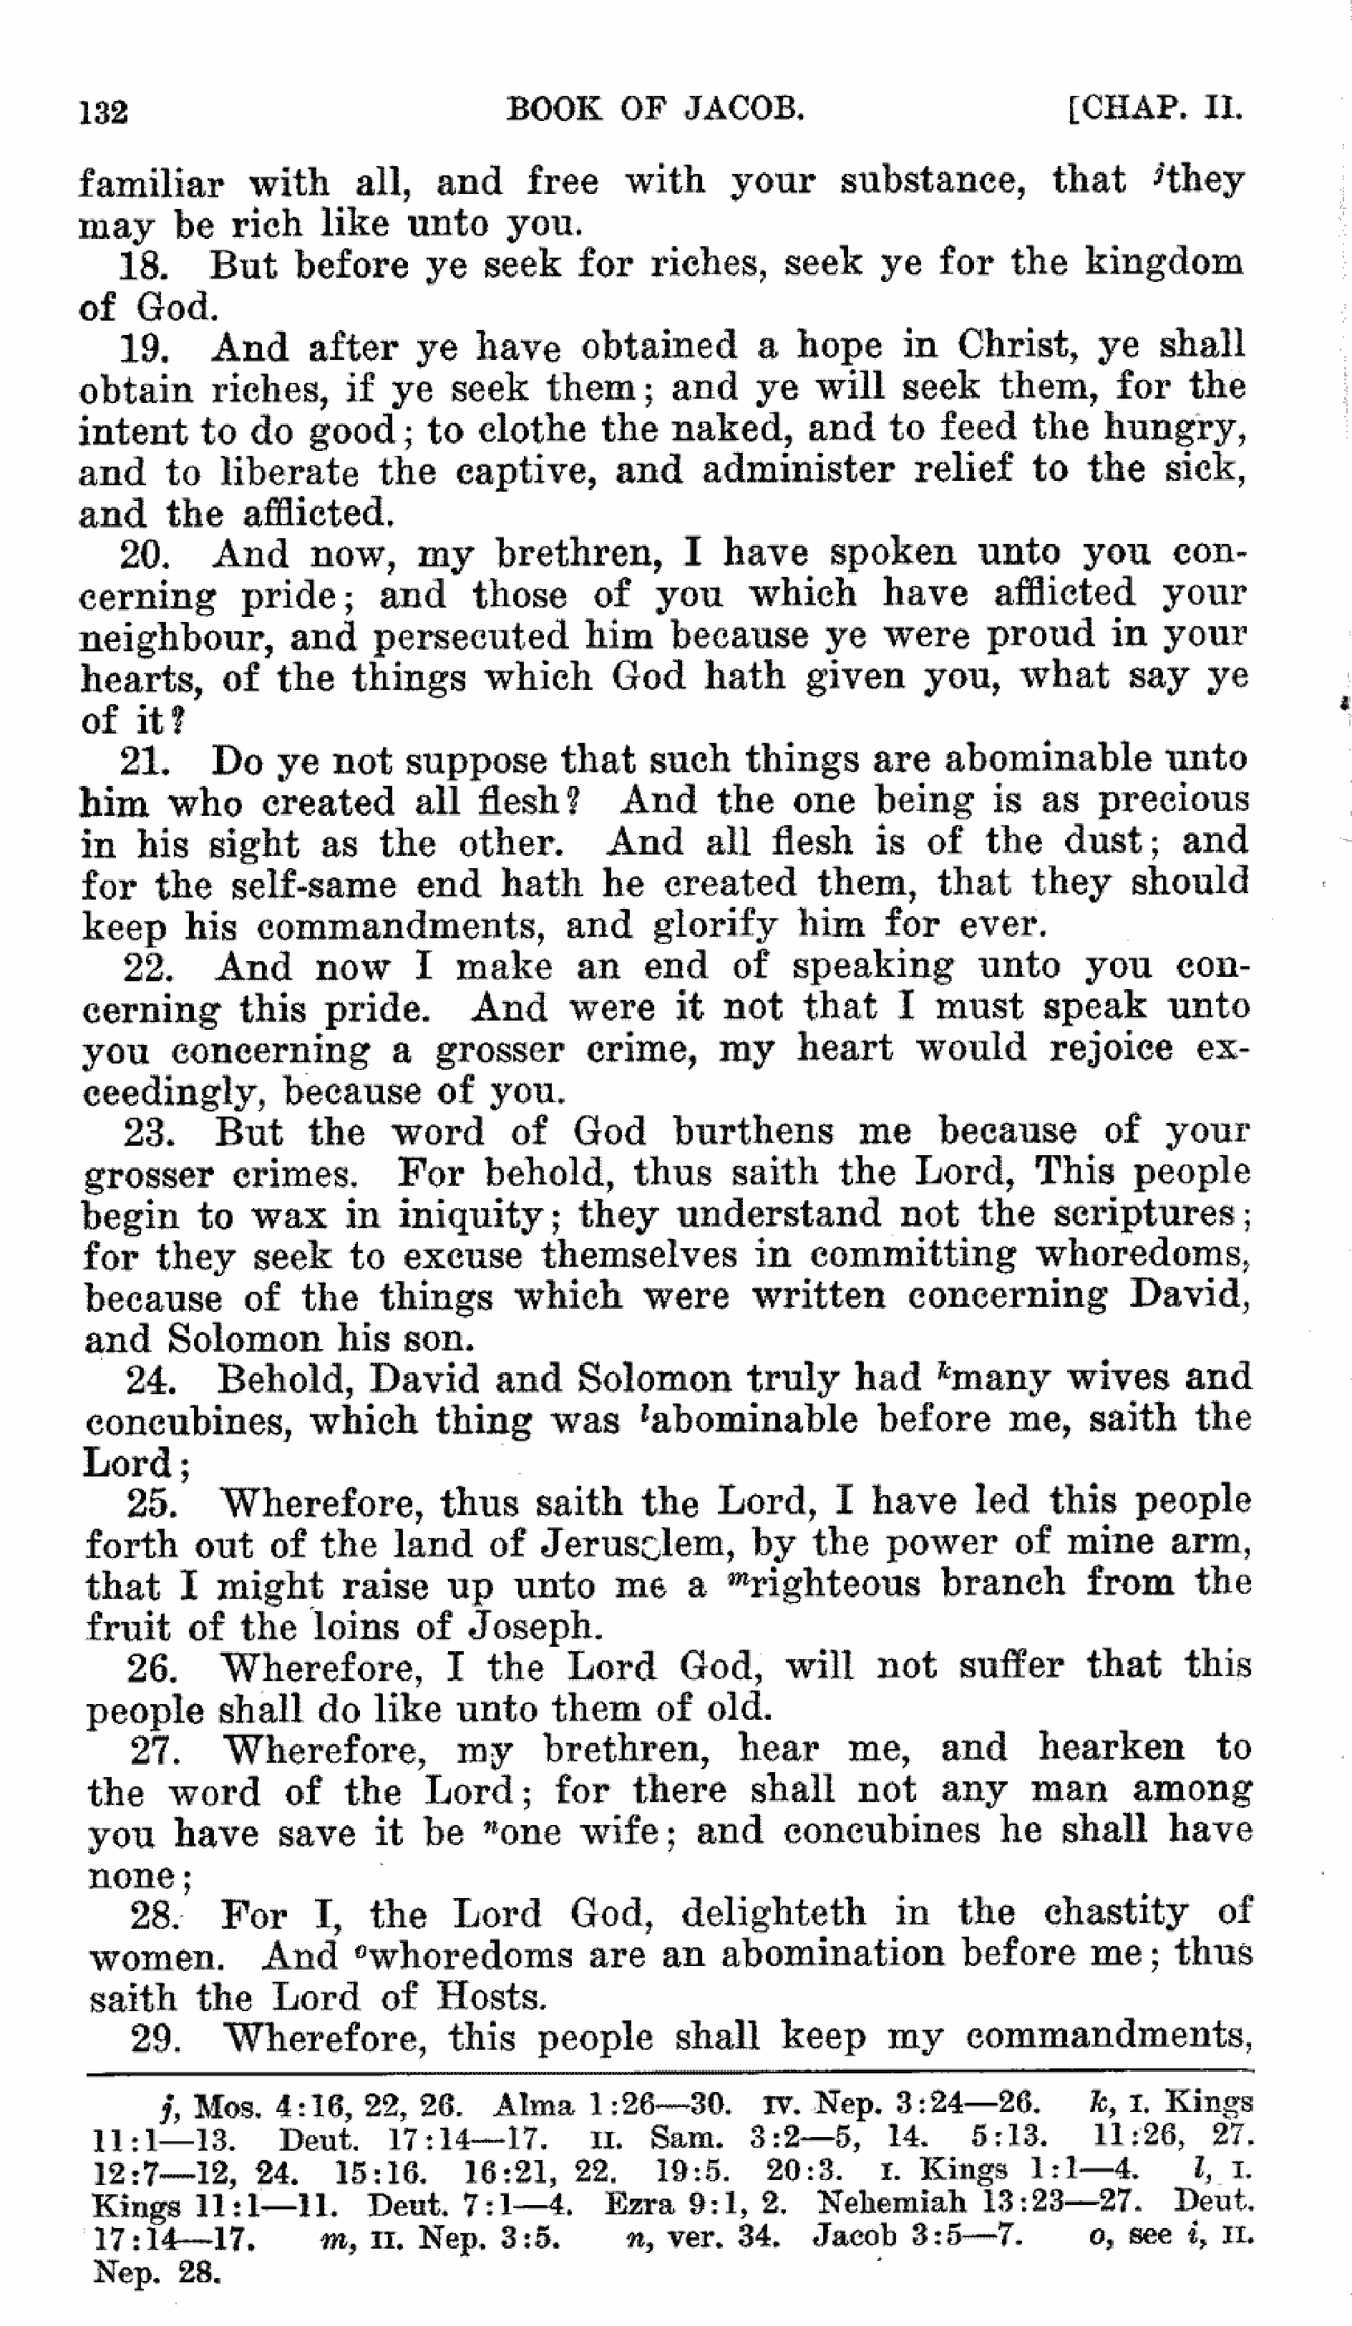 132 BOOK OF JACOB. [CHAP. II.
familiar with all, and free with your substance, that jthey
may be rich like unto you.
18. But before ye seek for riches, seek ye for the kingdom
of God.
19. And after ye have obtained a hope in Christ, ye shall
obtain riches, if ye seek them; and ye will seek them, for the
intent to do good; to clothe the naked, and to feed the hungry,
and to liberate the captive, and administer relief to the sick,
and the afflicted.
20. And now, my brethren, I have spoken unto you con-
cerning pride; and those of you which have afflicted your
neighbour, and persecuted him because ye were proud in your
hearts, of the things which God hath given you, what say ye
of it?
21. Do ye not suppose that such things are abominable unto
him who created all flesh? And the one being is as precious
in his sight as the other. And all flesh is of the dust; and
for the self-same end hath he created them, that they should
keep his commandments, and glorify him for ever.
22. And now I make an end of speaking unto you con-
cerning this pride. And were it not that I must speak unto
you concerning a grosser crime, my heart would rejoice ex-
ceedingly, because of you.
23. But the word of God burthens me because of your
grosser crimes. For behold, thus saith the Lord, This people
begin to wax in iniquity; they understand not the scriptures;
for they seek to excuse themselves in committing whoredoms,
because of the things which were written concerning David,
and Solomon his son.
24. Behold, David and Solomon truly had kmany wives and
concubines, which thing was labominable before me, saith the
Lord;
25. Wherefore, thus saith the Lord, I have led this people
forth out of the land of Jerusalem, by the power of mine arm,
that I might raise up unto me a mrighteous branch from the
fruit of the loins of Joseph.
26. Wherefore, I the Lord God, will not suffer that this
people shall do like unto them of old.
27. Wherefore, my brethren, hear me, and hearken to
the word of the Lord; for there shall not any man among
you have save it be none wife; and concubines he shall have
none;
28. For I, the Lord God, delighteth in the chastity of
women. And owhoredoms are an abomination before me; thus
saith the Lord of Hosts.
29. Wherefore, this people shall keep my commandments,
j, Mos. 4:16, 22, 26. Alma 1:26—30. IV. Nep. 3:24—26. k, I. Kings
11:1—13. Deut. 17:14—17. II. Sam. 3:2—5, 14. 5:13. 11:26, 27.
12:7—12, 24. 15:16. 16:21, 22. 19:5. 20:3. I. Kings 1:1—4. l, I.
Kings 11:1—11. Deut. 7:1—4. Ezra 9:1, 2. Nehemiah 13:23—27. Deut.
17:14—17. m, II. Nep. 3:5. n, ver. 34. Jacob 3:5—7. o, see i, II.
Nep. 28.